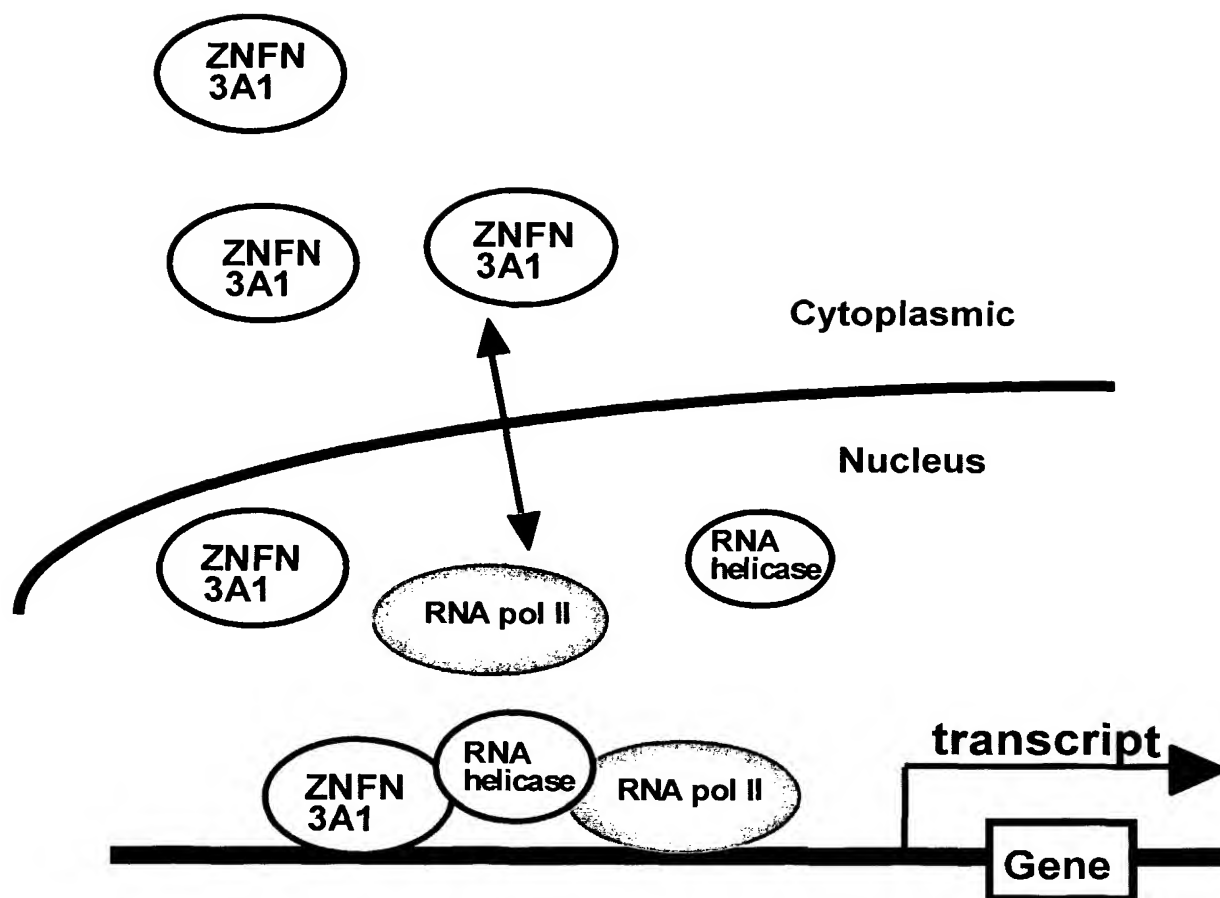 ZNFN
3A1
ZNFN
3A1
ZNFN
3A1
Cytoplasmic
Nucleus
ZNFN
3A1
RNA pol II
RNA
helicase
ZNFN
3A1
RNA
helicase
RNA pol II
transcript
Gene